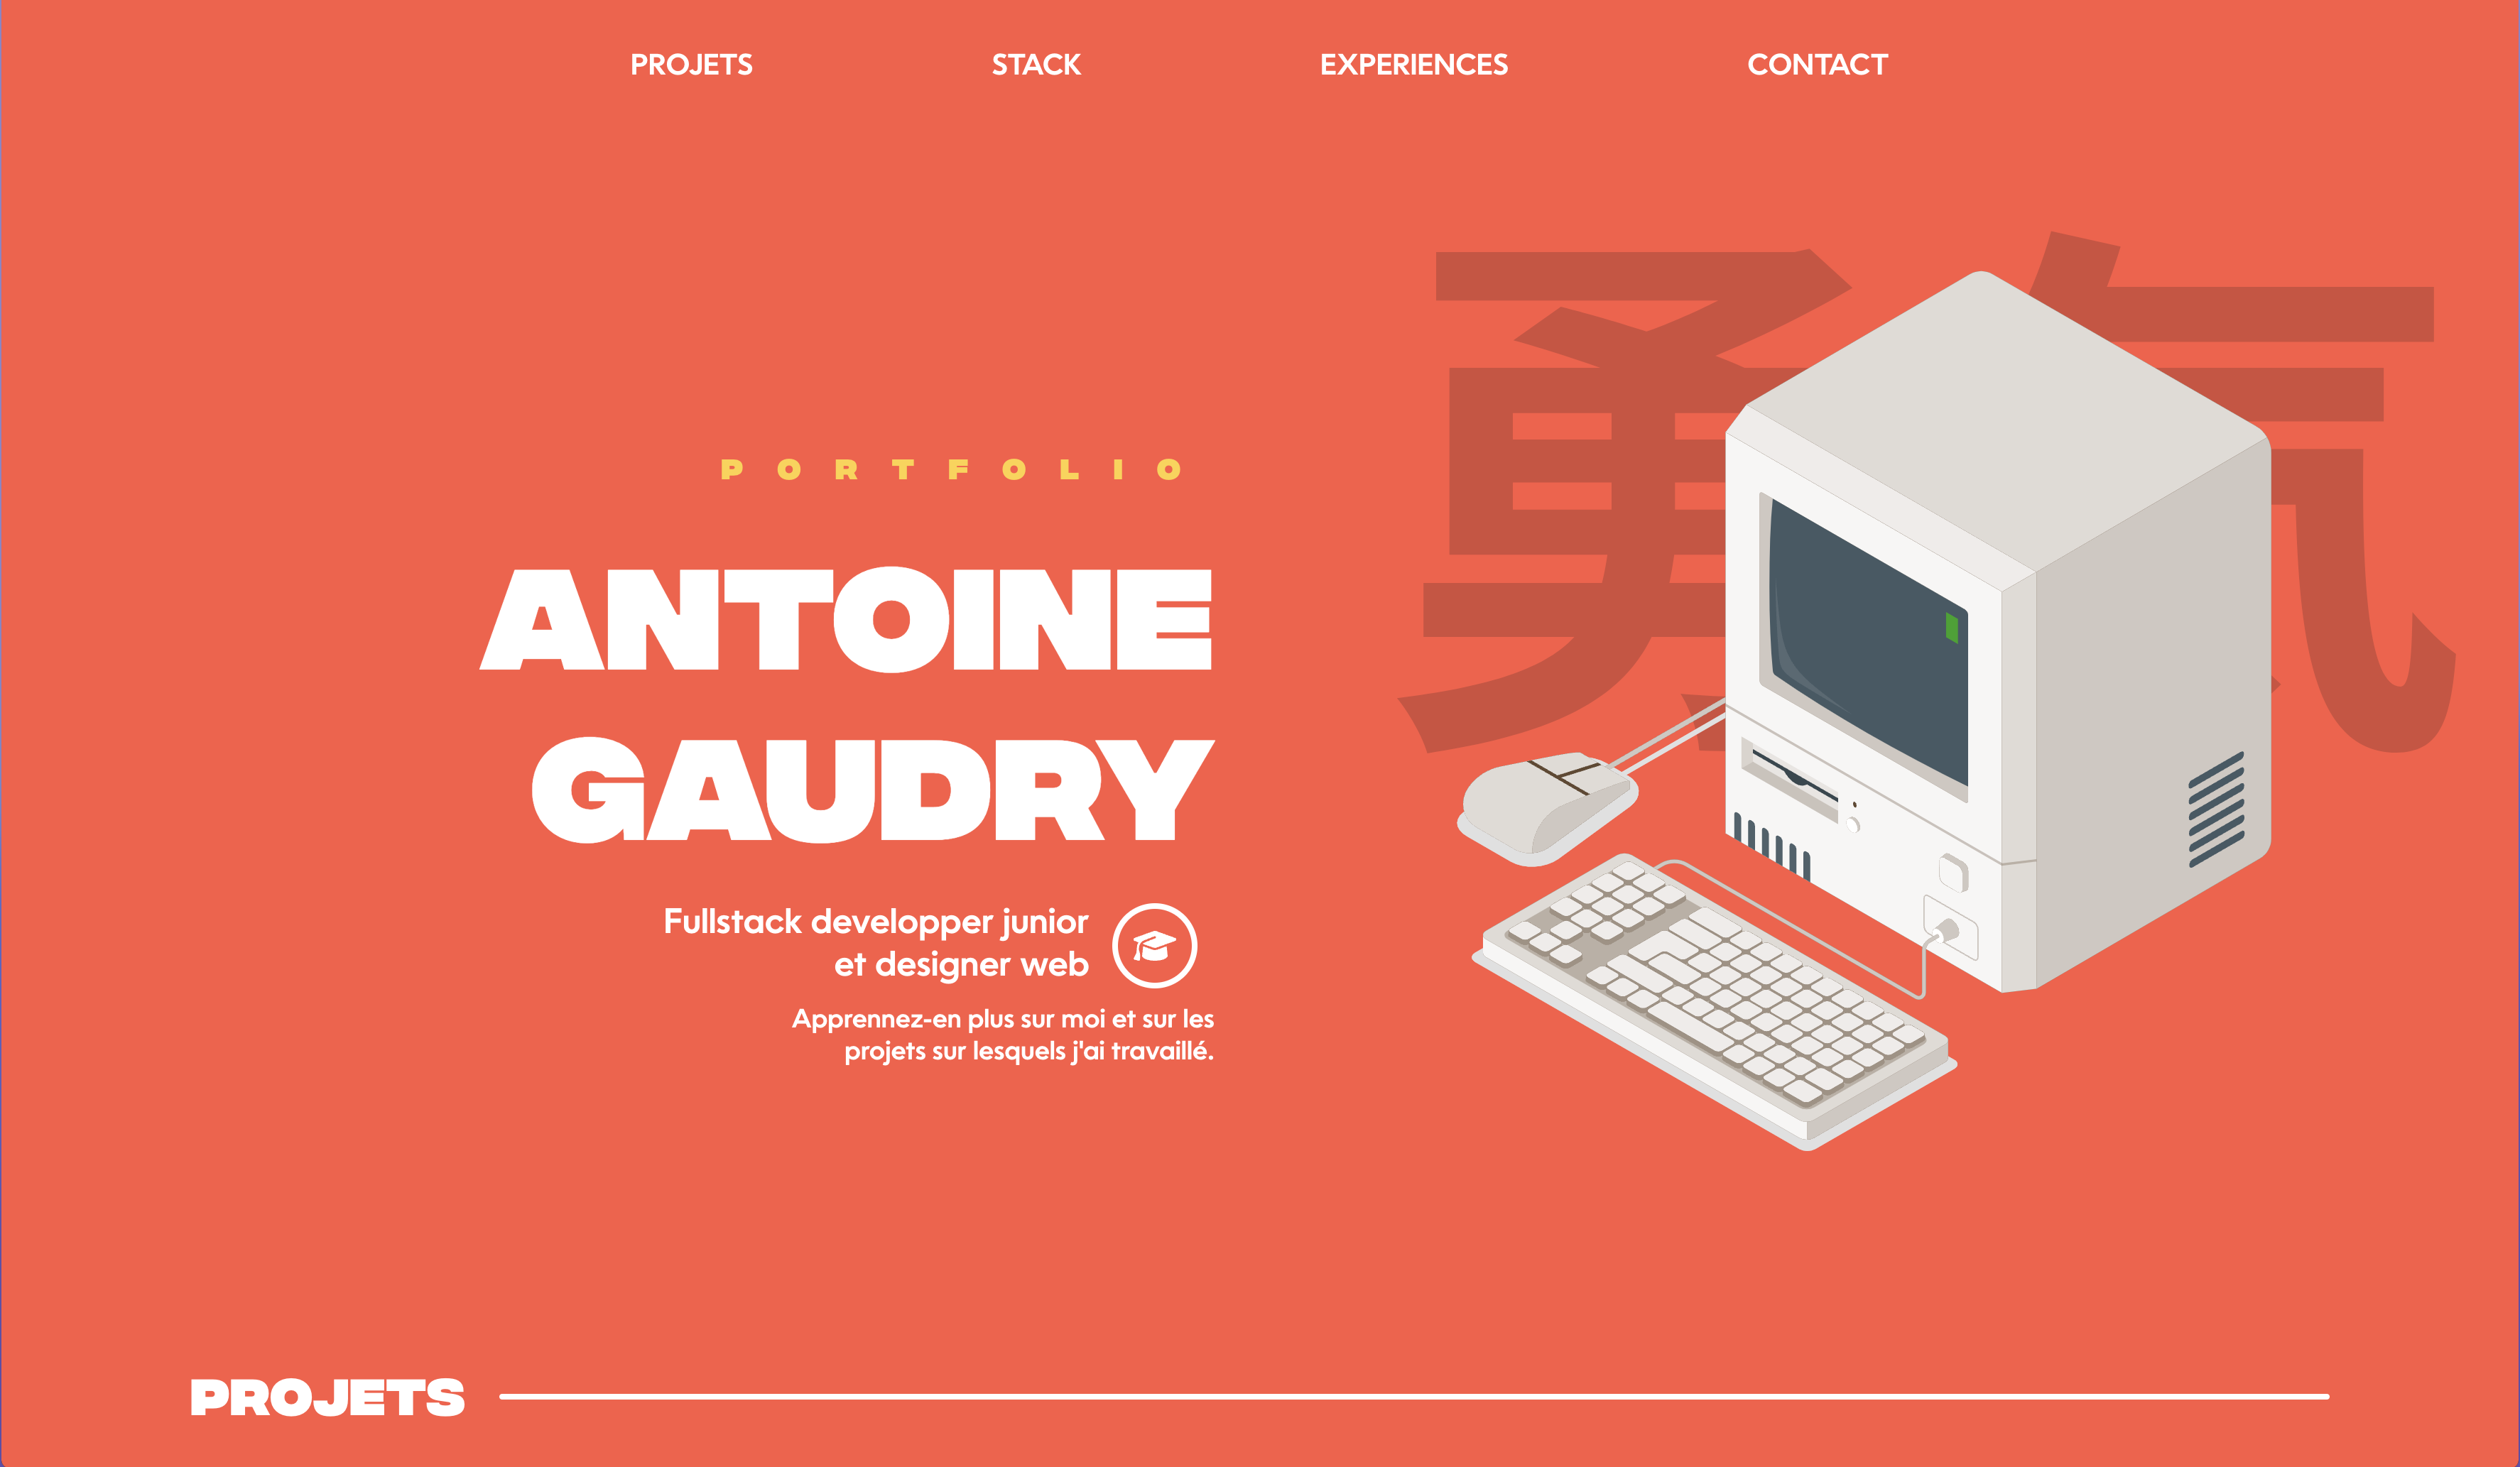 PROJETS STACK EXPERIENCES CONTACT
勇気
PORTFOLIO
ANTOINE
GAUDRY
Fullstack developper junior
et designer web
Apprennez-en plus sur moi et sur les
projets sur lesquels j'ai travaillé.
PROJETS